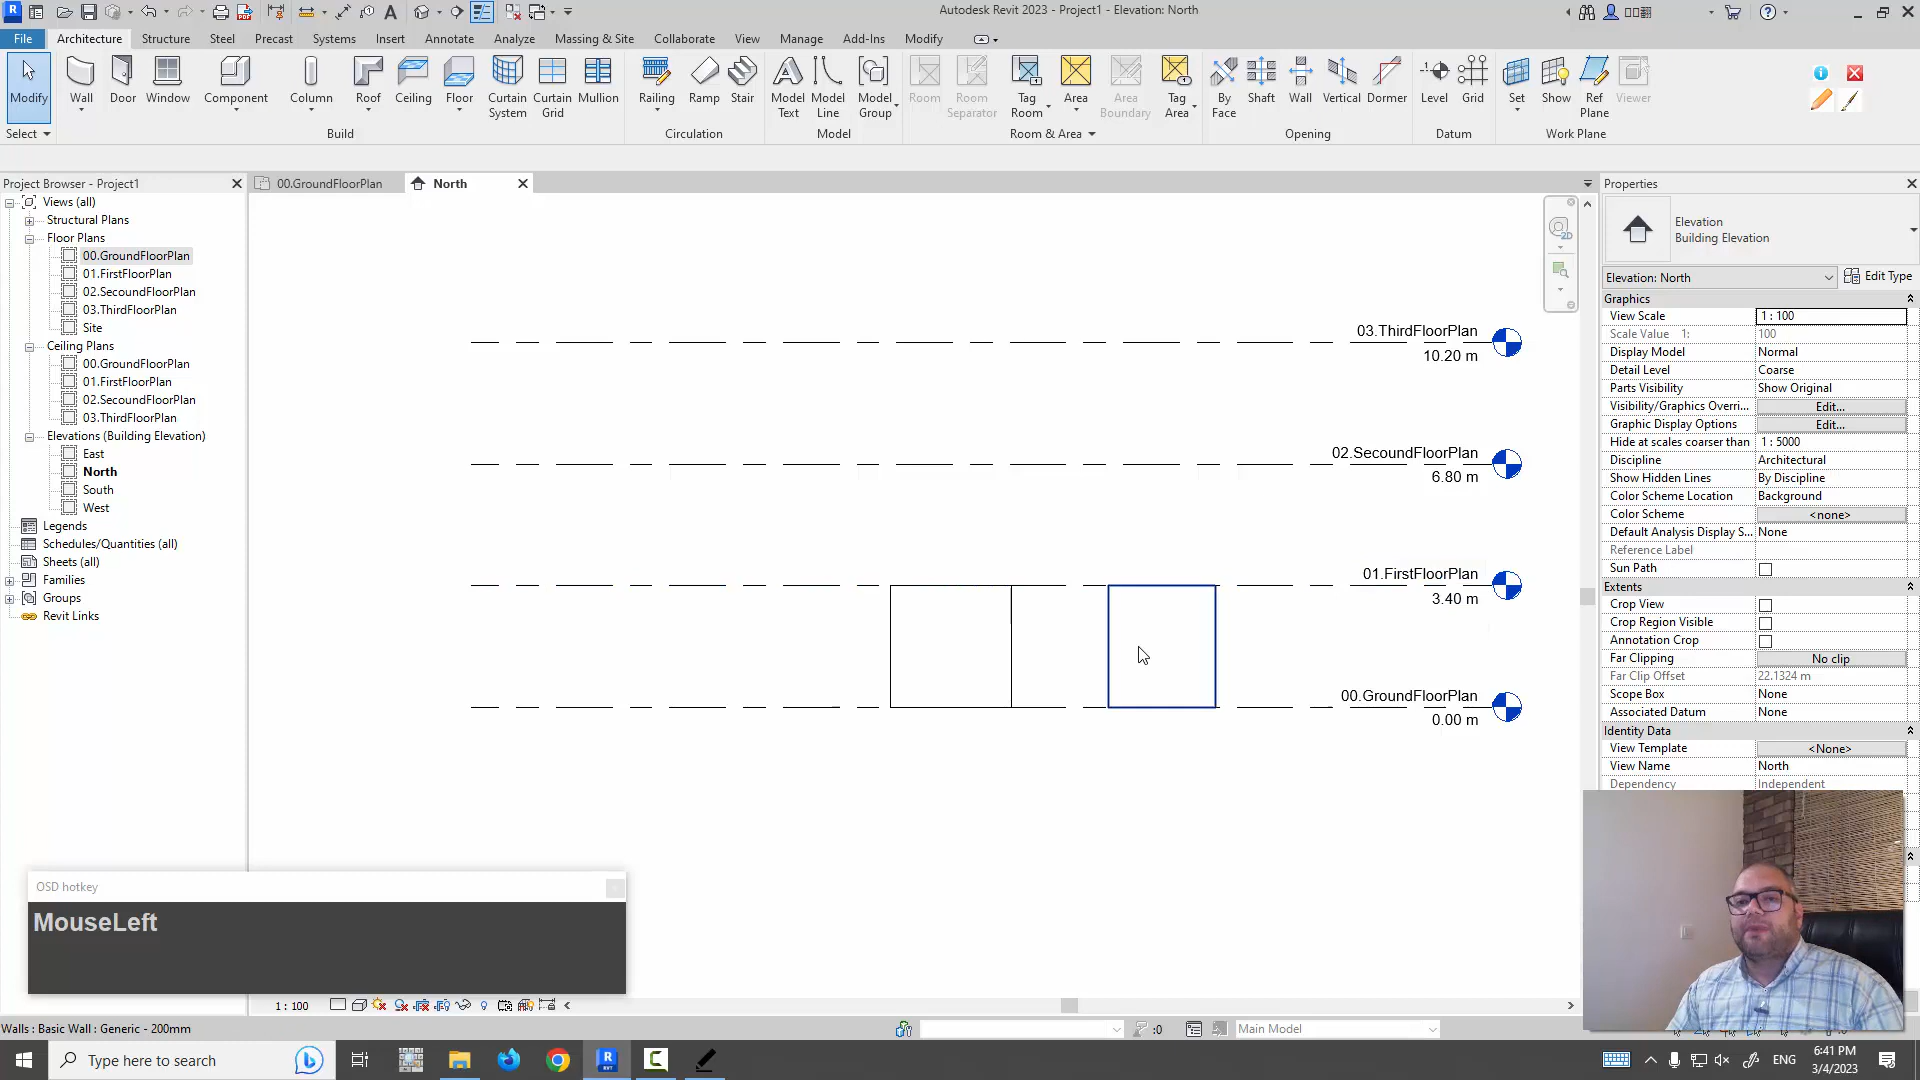 Autodesk Revit 2023 - Project1 - Elevation: North
File
Architecture
Structure
Steel
Precast
Systems
Insert
Annotate
Analyze
Massing & Site
Collaborate
View
Manage
Add-Ins
Modify
Modify
Wall
Door
Window
Component
Column
Roof
Ceiling
Floor
Curtain System
Curtain Grid
Mullion
Railing
Ramp
Stair
Model Text
Model Line
Model Group
Room
Room Separator
Tag Room
Area
Area Boundary
Tag Area
By Face
Shaft
Wall
Vertical
Dormer
Level
Grid
Set
Show
Ref Plane
Viewer
Select
Build
Circulation
Model
Room & Area
Opening
Datum
Work Plane
Project Browser - Project1
Views (all)
Structural Plans
Floor Plans
00.GroundFloorPlan
01.FirstFloorPlan
02.SecoundFloorPlan
03.ThirdFloorPlan
Site
Ceiling Plans
00.GroundFloorPlan
01.FirstFloorPlan
02.SecoundFloorPlan
03.ThirdFloorPlan
Elevations (Building Elevation)
East
North
South
West
Legends
Schedules/Quantities (all)
Sheets (all)
Families
Groups
Revit Links
00.GroundFloorPlan
North
03.ThirdFloorPlan
10.20 m
02.SecoundFloorPlan
6.80 m
01.FirstFloorPlan
3.40 m
00.GroundFloorPlan
0.00 m
Properties
Elevation
Building Elevation
Elevation: North
Edit Type
Graphics
View Scale 1 : 100
Scale Value 1: 100
Display Model Normal
Detail Level Coarse
Parts Visibility Show Original
Visibility/Graphics Overri... Edit...
Graphic Display Options Edit...
Hide at scales coarser than 1 : 5000
Discipline Architectural
Show Hidden Lines By Discipline
Color Scheme Location Background
Color Scheme <none>
Default Analysis Display S... None
Reference Label
Sun Path
Extents
Crop View
Crop Region Visible
Annotation Crop
Far Clipping No clip
Far Clip Offset 22.1324 m
Scope Box None
Associated Datum None
Identity Data
View Template <None>
View Name North
Dependency Independent
OSD hotkey
MouseLeft
1 : 100
Walls : Basic Wall : Generic - 200mm
:0
Main Model
Type here to search
ENG
6:41 PM
3/4/2023